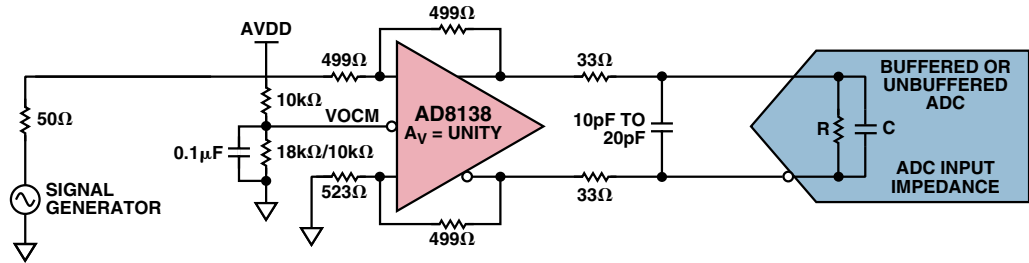 499Ω
AVDD
499Ω
33Ω
BUFFERED OR
UNBUFFERED
ADC
10kΩ
AD8138
A_V = UNITY
50Ω
VOCM
10pF TO
20pF
R
C
0.1µF
18kΩ/10kΩ
SIGNAL
GENERATOR
523Ω
33Ω
ADC INPUT
IMPEDANCE
499Ω